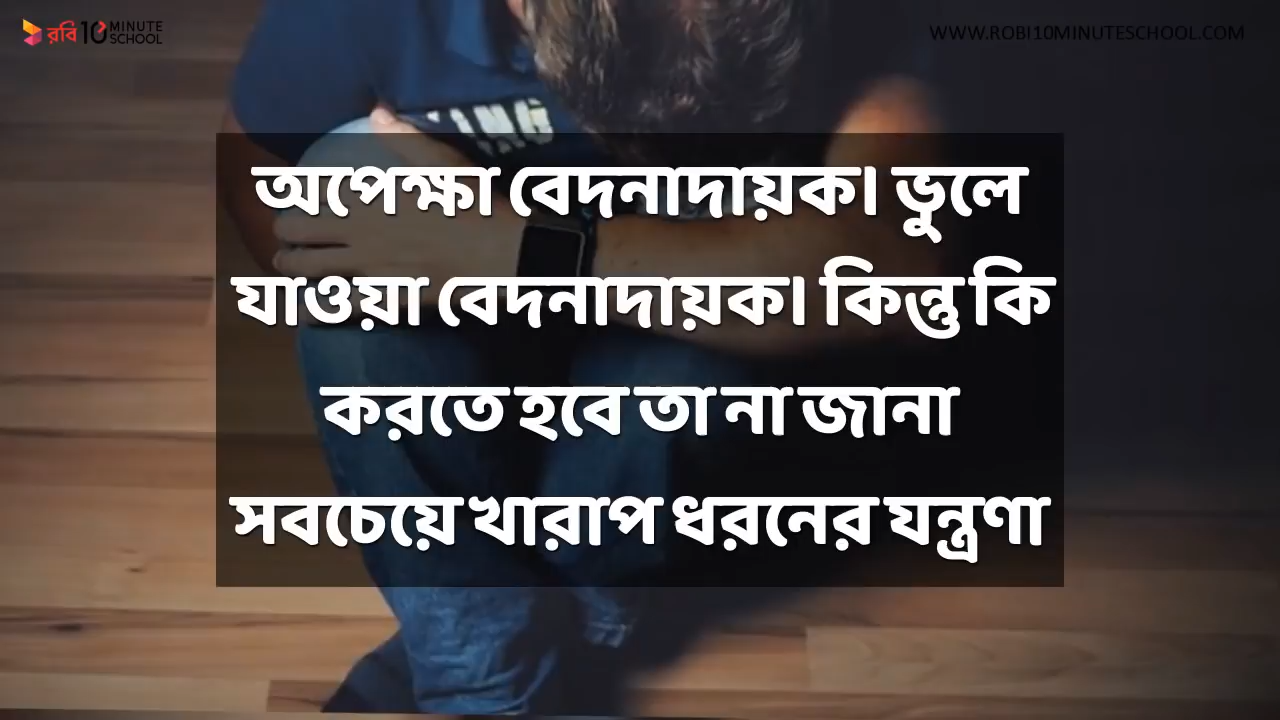 রবি 10 MINUTE SCHOOL
WWW.ROBI10MINUTESCHOOL.COM
অপেক্ষা বেদনাদায়ক। ভুলে
যাওয়া বেদনাদায়ক। কিন্তু কি
করতে হবে তা না জানা
সবচেয়ে খারাপ ধরনের যন্ত্রণা